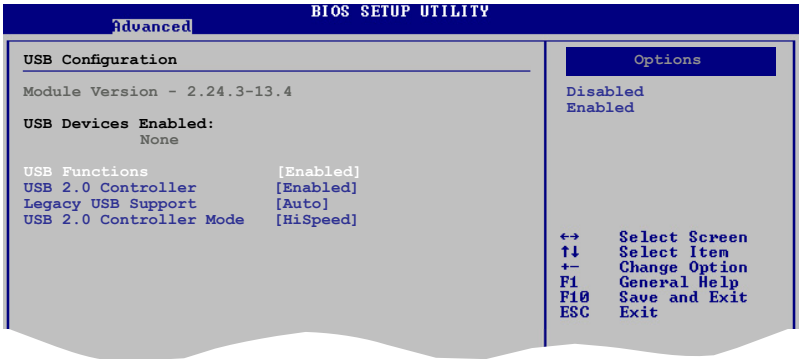 BIOS SETUP UTILITY
Advanced
USB Configuration
Module Version - 2.24.3-13.4
USB Devices Enabled:
None
USB Functions [Enabled]
USB 2.0 Controller [Enabled]
Legacy USB Support [Auto]
USB 2.0 Controller Mode [HiSpeed]
Options
Disabled
Enabled
←→ Select Screen
↑↓ Select Item
+- Change Option
F1 General Help
F10 Save and Exit
ESC Exit